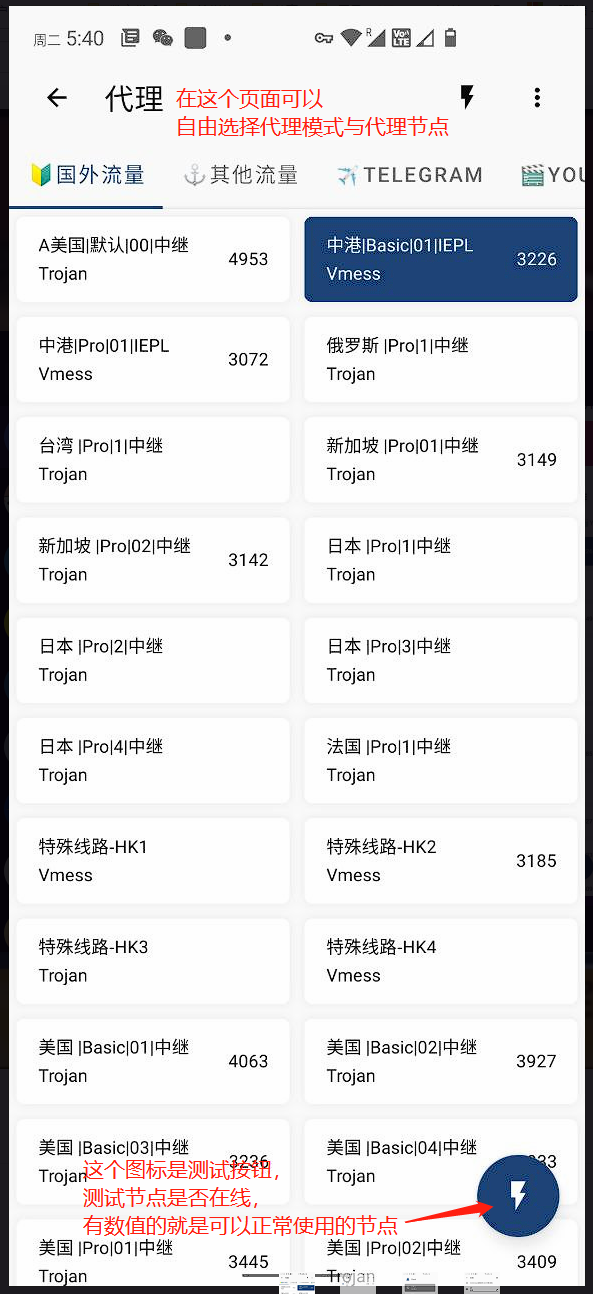 周二 5:40
R
Vo
LTE
代理
在这个页面可以
自由选择代理模式与代理节点
国外流量
其他流量
TELEGRAM
YOU
A美国|默认|00|中继
Trojan
4953
中港|Basic|01|IEPL
Vmess
3226
中港|Pro|01|IEPL
Vmess
3072
俄罗斯 |Pro|1|中继
Trojan
台湾 |Pro|1|中继
Trojan
新加坡 |Pro|01|中继
Trojan
3149
新加坡 |Pro|02|中继
Trojan
3142
日本 |Pro|1|中继
Trojan
日本 |Pro|2|中继
Trojan
日本 |Pro|3|中继
Trojan
日本 |Pro|4|中继
Trojan
法国 |Pro|1|中继
Trojan
特殊线路-HK1
Vmess
特殊线路-HK2
Vmess
3185
特殊线路-HK3
Trojan
特殊线路-HK4
Vmess
美国 |Basic|01|中继
Trojan
4063
美国 |Basic|02|中继
Trojan
3927
美国 |Basic|03|中继
Trojan
3236
美国 |Basic|04|中继
Trojan
这个图标是测试按钮,
测试节点是否在线,
有数值的就是可以正常使用的节点
美国 |Pro|01|中继
Trojan
3445
美国 |Pro|02|中继
Trojan
3409